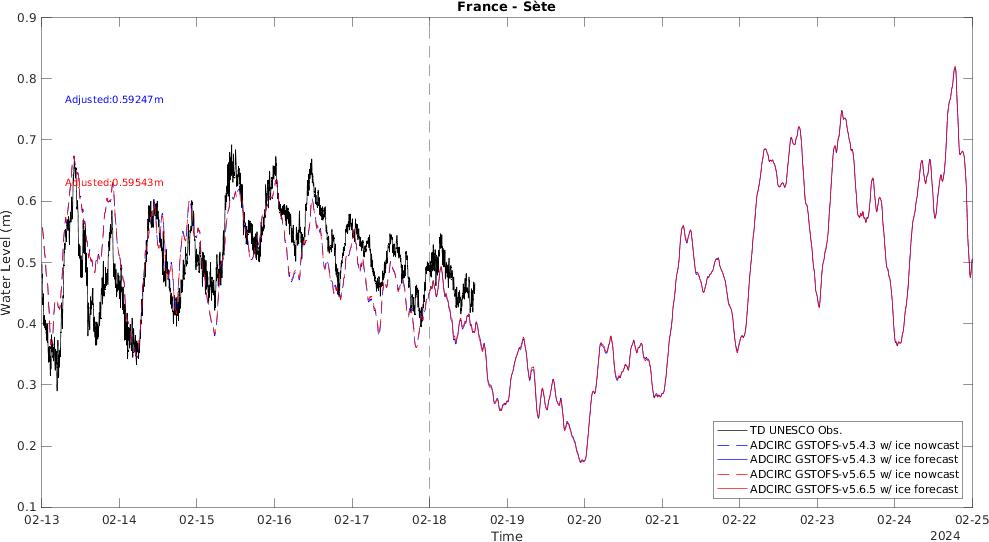 France - Sète
0.9
0.8
0.7
0.6
0.5
0.4
0.3
0.2
0.1
Water Level (m)
Adjusted:0.59247m
Adjusted:0.59543m
TD UNESCO Obs.
ADCIRC GSTOFS-v5.4.3 w/ ice nowcast
ADCIRC GSTOFS-v5.4.3 w/ ice forecast
ADCIRC GSTOFS-v5.6.5 w/ ice nowcast
ADCIRC GSTOFS-v5.6.5 w/ ice forecast
02-13 02-14 02-15 02-16 02-17 02-18 02-19 02-20 02-21 02-22 02-23 02-24 02-25
Time
2024